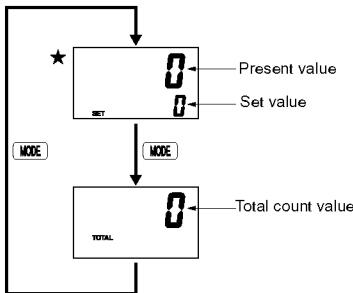 ★
0
Present value
SET
0
Set value
MODE
MODE
0
Total count value
TOTAL